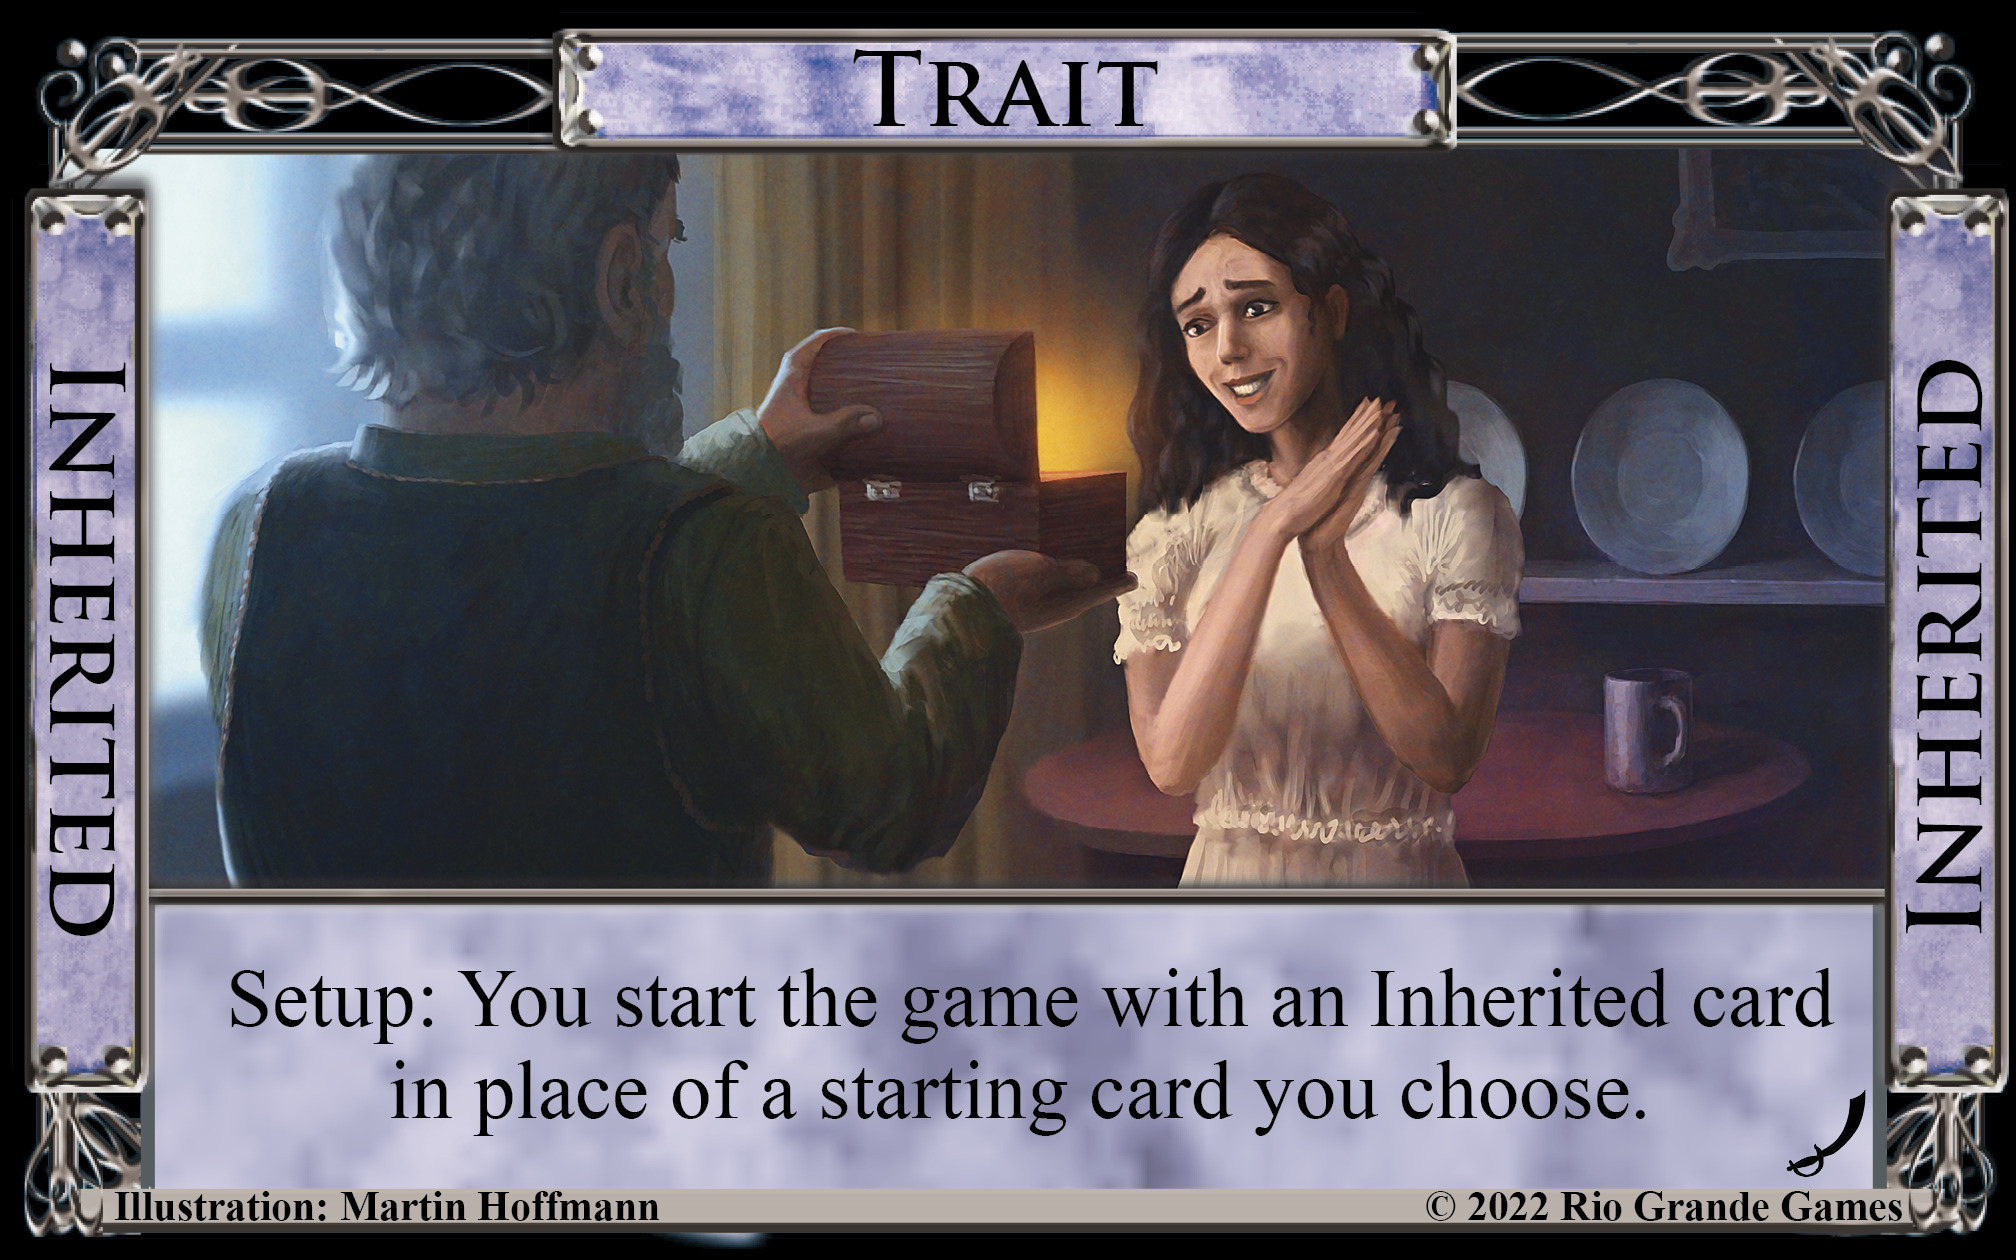 TRAIT
INHERITED
INHERITED
Setup: You start the game with an Inherited card
in place of a starting card you choose.
Illustration: Martin Hoffmann
© 2022 Rio Grande Games